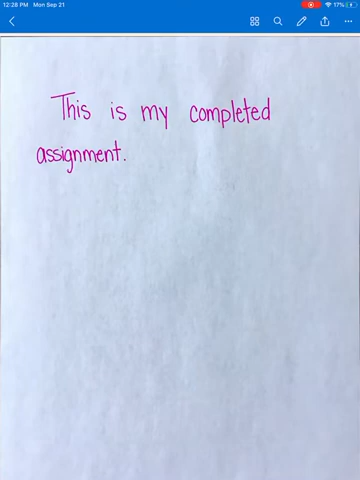 12:28 PM Mon Sep 21
17%
This is my completed
assignment.